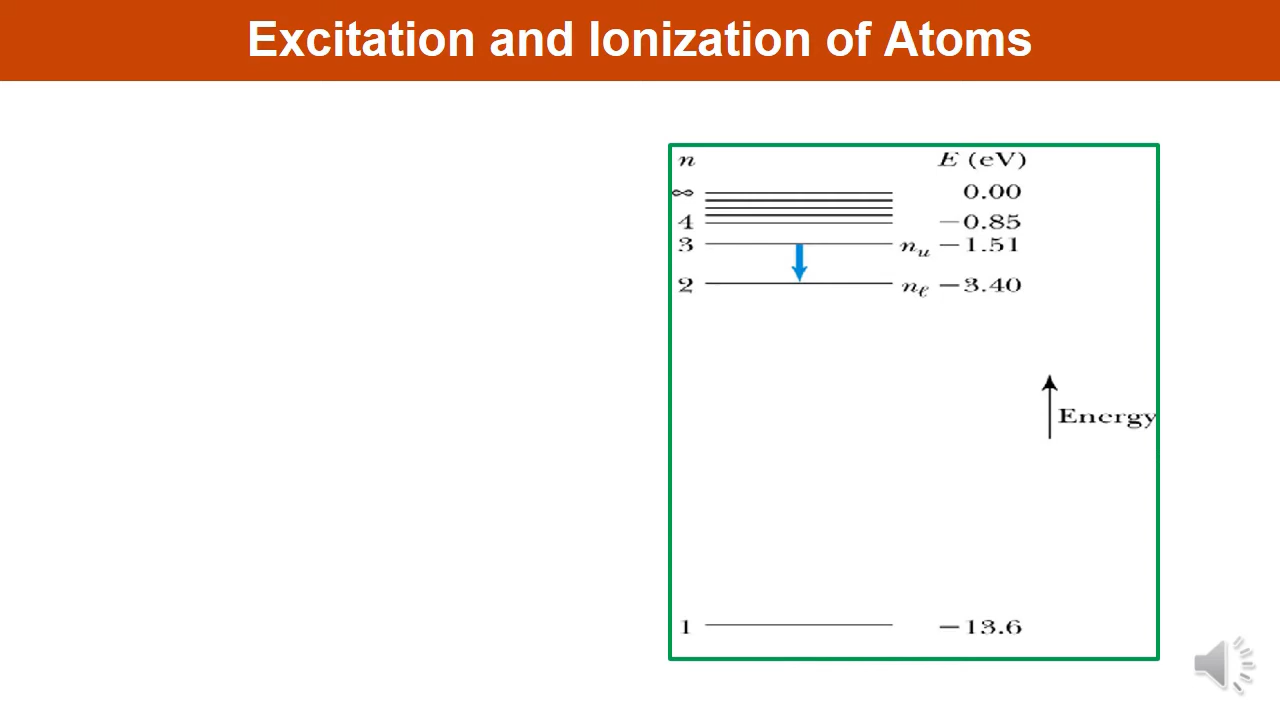 Excitation and Ionization of Atoms
n E (eV)
∞ 0.00
4 −0.85
3 nu −1.51
2 nℓ −3.40
Energy
1 −13.6